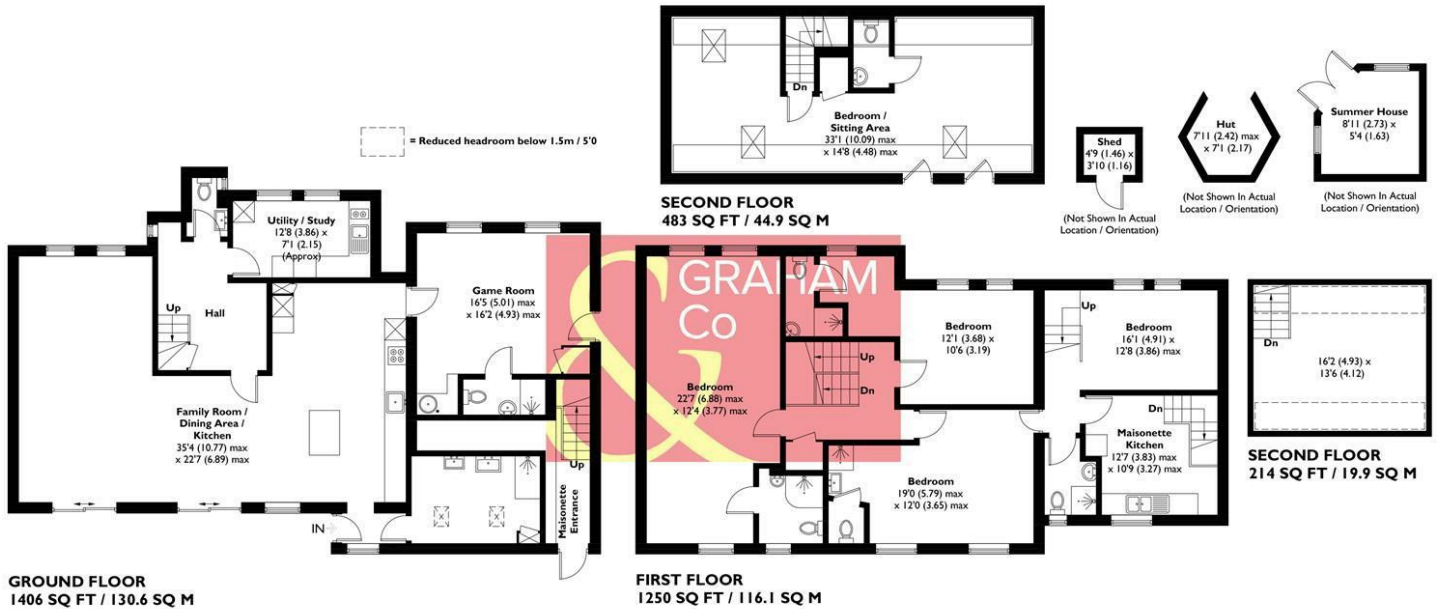 Dn
Bedroom /
Sitting Area
33'1 (10.09) max
x 14'8 (4.48) max
SECOND FLOOR
483 SQ FT / 44.9 SQ M
= Reduced headroom below 1.5m / 5'0
Shed
4'9 (1.46) x
3'10 (1.16)
(Not Shown In Actual
Location / Orientation)
Hut
7'11 (2.42) max
x 7'1 (2.17)
(Not Shown In Actual
Location / Orientation)
Summer House
8'11 (2.73) x
5'4 (1.63)
(Not Shown In Actual
Location / Orientation)
Utility / Study
12'8 (3.86) x
7'1 (2.15)
(Approx)
Up
Hall
Game Room
16'5 (5.01) max
x 16'2 (4.93) max
Family Room /
Dining Area /
Kitchen
35'4 (10.77) max
x 22'7 (6.89) max
Up
Maisonette
Entrance
IN
GROUND FLOOR
1406 SQ FT / 130.6 SQ M
&
GRAHAM
Co
Bedroom
22'7 (6.88) max
x 12'4 (3.77) max
Up
Dn
Bedroom
12'1 (3.68) x
10'6 (3.19)
Up
Bedroom
16'1 (4.91) x
12'8 (3.86) max
Bedroom
19'0 (5.79) max
x 12'0 (3.65) max
Dn
Maisonette
Kitchen
12'7 (3.83) max
x 10'9 (3.27) max
FIRST FLOOR
1250 SQ FT / 116.1 SQ M
Dn
16'2 (4.93) x
13'6 (4.12)
SECOND FLOOR
214 SQ FT / 19.9 SQ M